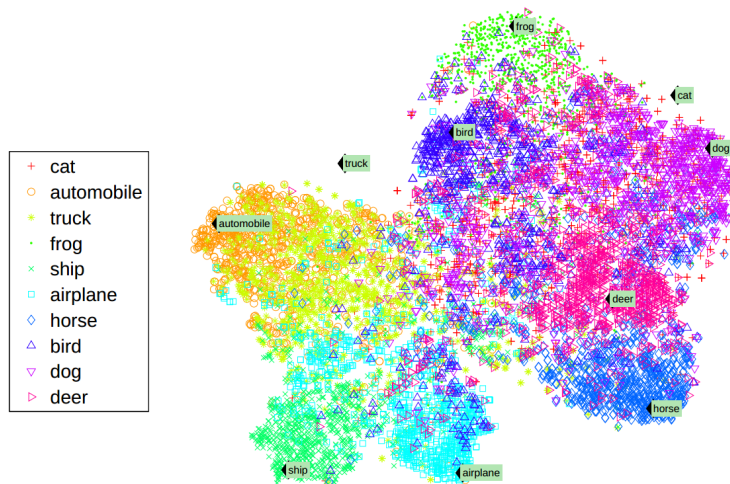 frog
cat
bird
dog
truck
cat
automobile
truck
frog
ship
airplane
horse
bird
dog
deer
automobile
deer
horse
ship
airplane